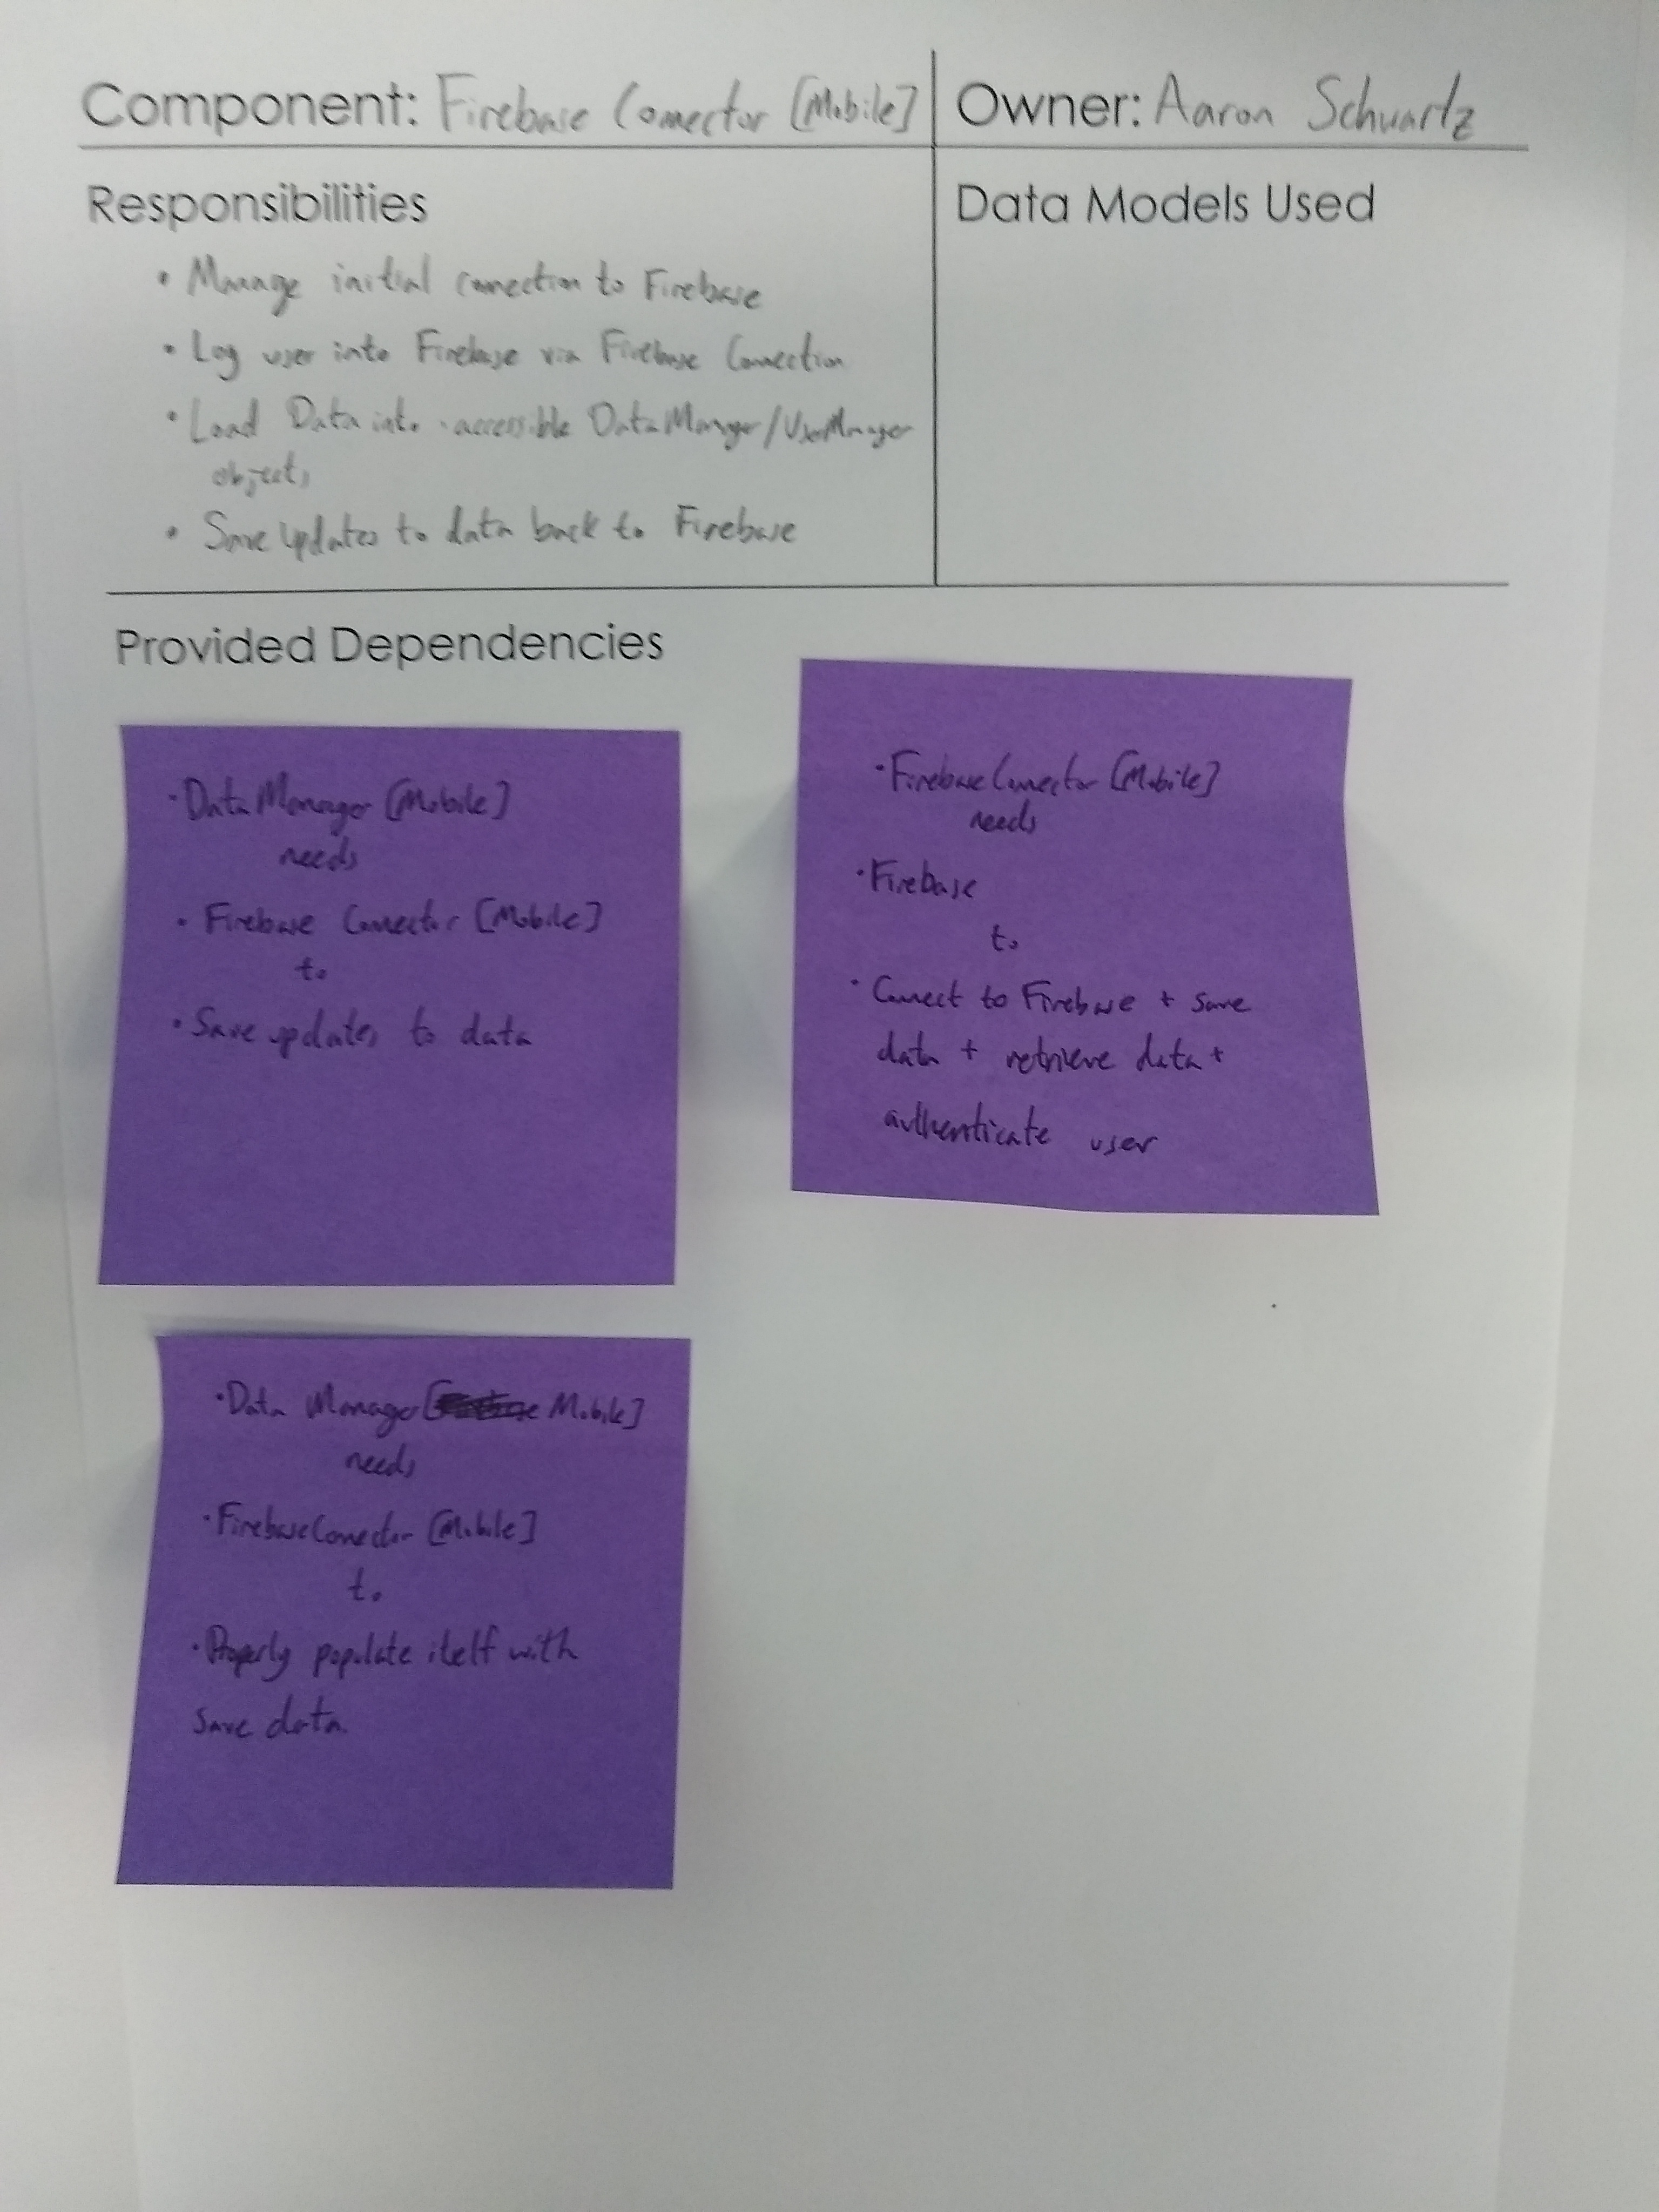 Component: Firebase Connector [Mobile]
Owner: Aaron Schwartz
Responsibilities
• Manage initial connection to Firebase
• Log user into Firebase via Firebase Connection
• Load Data into accessible DataManager/UserManager
objects
• Save updates to data back to Firebase
Data Models Used
Provided Dependencies
• DataManager [Mobile]
needs
• Firebase Connector [Mobile]
to
• Save updates to data
• FirebaseConnector [Mobile]
needs
• Firebase
to
• Connect to Firebase + save
data + retrieve data +
authenticate user
• Data Manager [Mobile]
needs
• FirebaseConnector [Mobile]
to
• Properly populate itself with
save data.